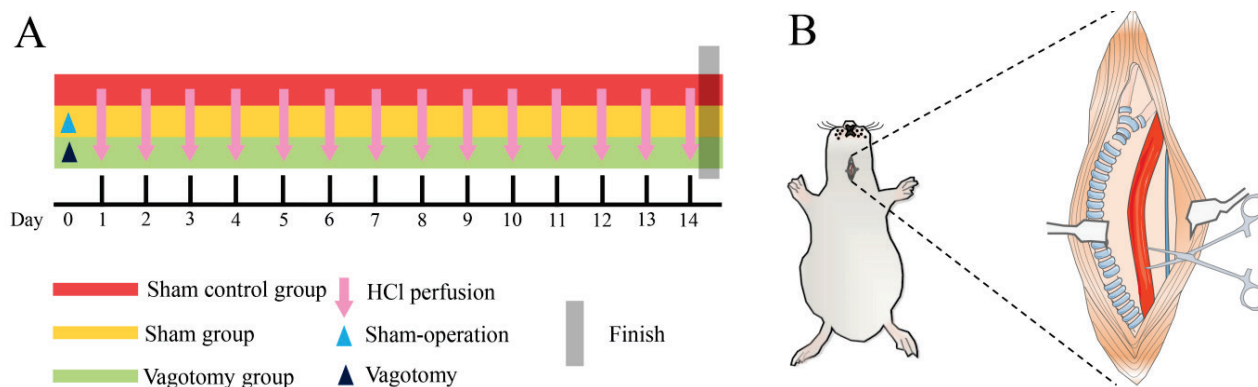 A
B
Day 0 1 2 3 4 5 6 7 8 9 10 11 12 13 14
Sham control group
HCl perfusion
Sham group
Sham-operation
Finish
Vagotomy group
Vagotomy